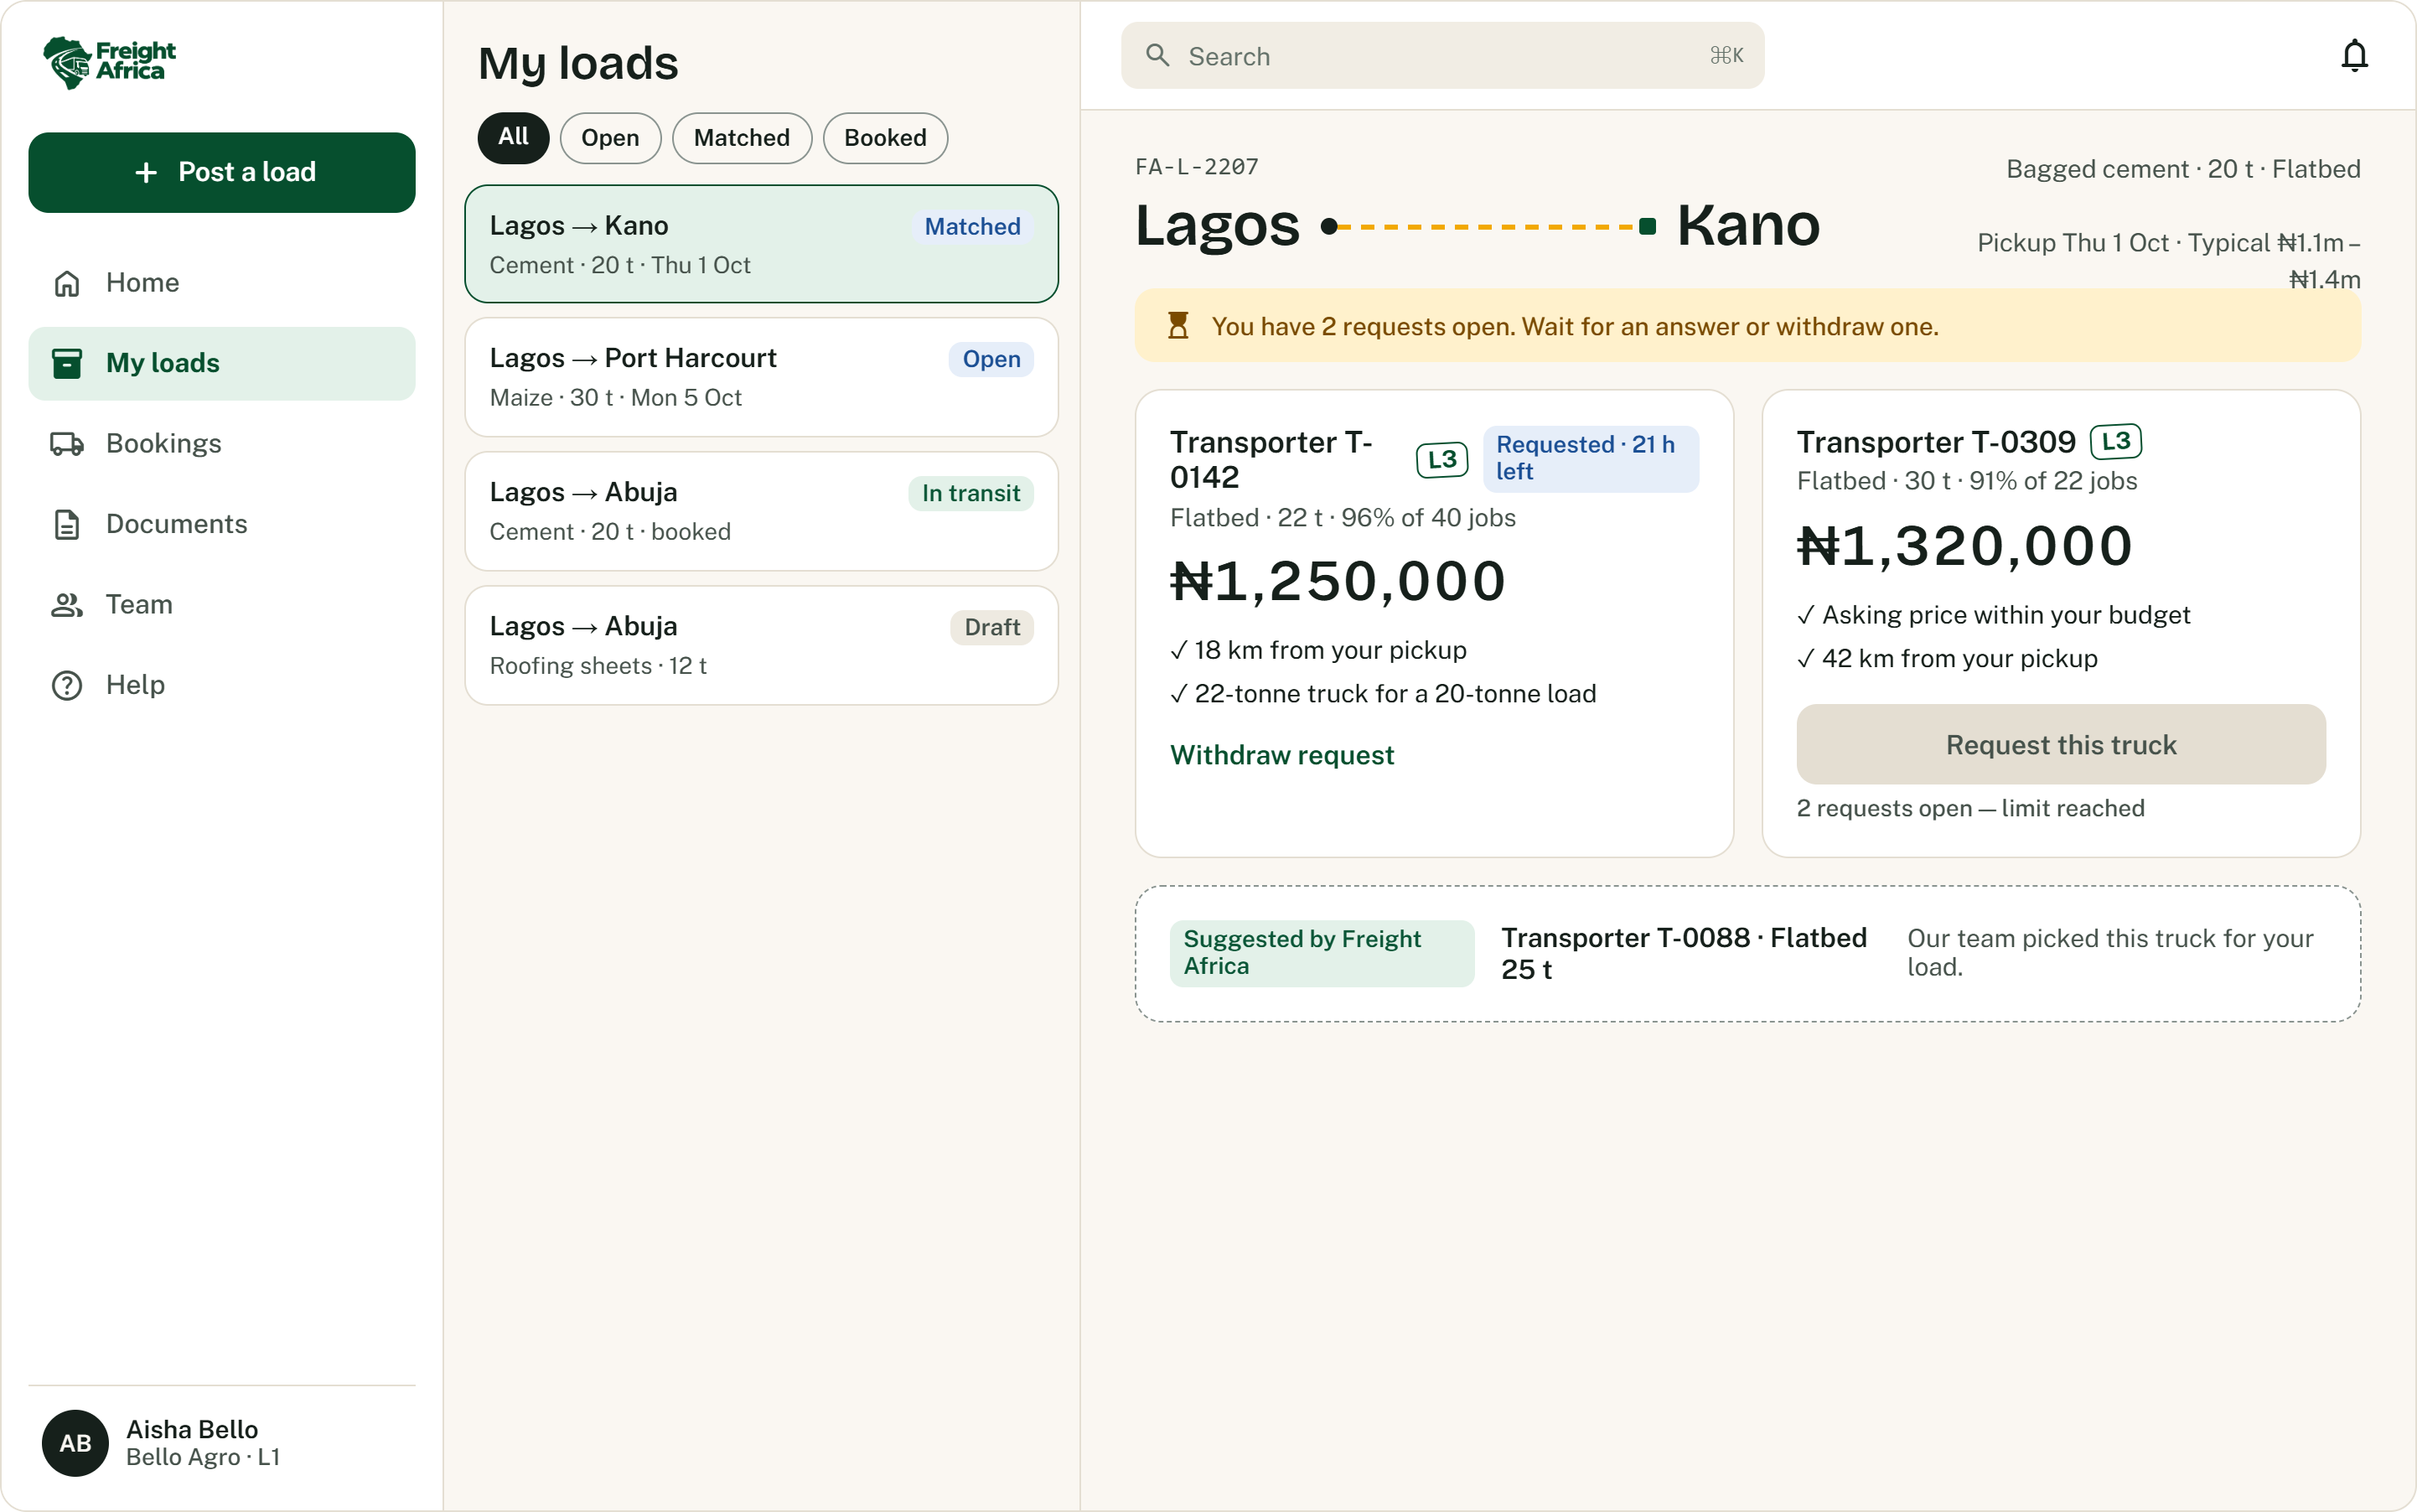 Freight
Africa
Post a load
Home
My loads
Bookings
Documents
Team
Help
AB
Aisha Bello
Bello Agro · L1
My loads
All
Open
Matched
Booked
Lagos → Kano
Matched
Cement · 20 t · Thu 1 Oct
Lagos → Port Harcourt
Open
Maize · 30 t · Mon 5 Oct
Lagos → Abuja
In transit
Cement · 20 t · booked
Lagos → Abuja
Draft
Roofing sheets · 12 t
Search
⌘K
FA-L-2207
Lagos
Kano
Bagged cement · 20 t · Flatbed
Pickup Thu 1 Oct · Typical ₦1.1m –
₦1.4m
You have 2 requests open. Wait for an answer or withdraw one.
Transporter T-
0142
L3
Requested · 21 h
left
Flatbed · 22 t · 96% of 40 jobs
₦1,250,000
✓ 18 km from your pickup
✓ 22-tonne truck for a 20-tonne load
Withdraw request
Transporter T-0309
L3
Flatbed · 30 t · 91% of 22 jobs
₦1,320,000
✓ Asking price within your budget
✓ 42 km from your pickup
Request this truck
2 requests open — limit reached
Suggested by Freight
Africa
Transporter T-0088 · Flatbed
25 t
Our team picked this truck for your
load.